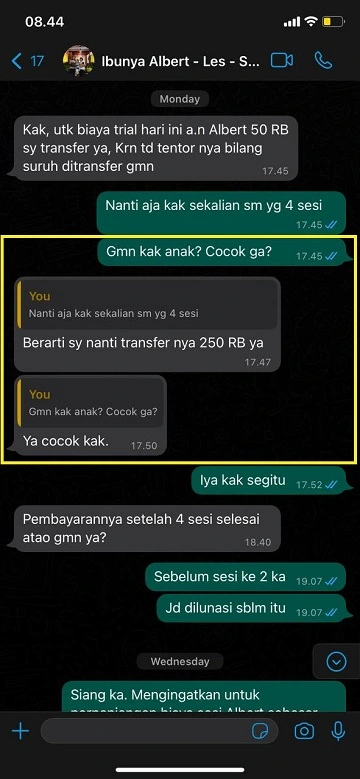 08.44
17
Ibunya Albert - Les - S...
Monday
Kak, utk biaya trial hari ini a.n Albert 50 RB
sy transfer ya, Krn td tentor nya bilang
suruh ditransfer gmn
17.45
Nanti aja kak sekalian sm yg 4 sesi
17.45
Gmn kak anak? Cocok ga?
17.45
You
Nanti aja kak sekalian sm yg 4 sesi
Berarti sy nanti transfer nya 250 RB ya
17.47
You
Gmn kak anak? Cocok ga?
Ya cocok kak.
17.50
Iya kak segitu
17.52
Pembayarannya setelah 4 sesi selesai
atao gmn ya?
18.40
Sebelum sesi ke 2 ka
19.07
Jd dilunasi sblm itu
19.07
Wednesday
Siang ka. Mengingatkan untuk